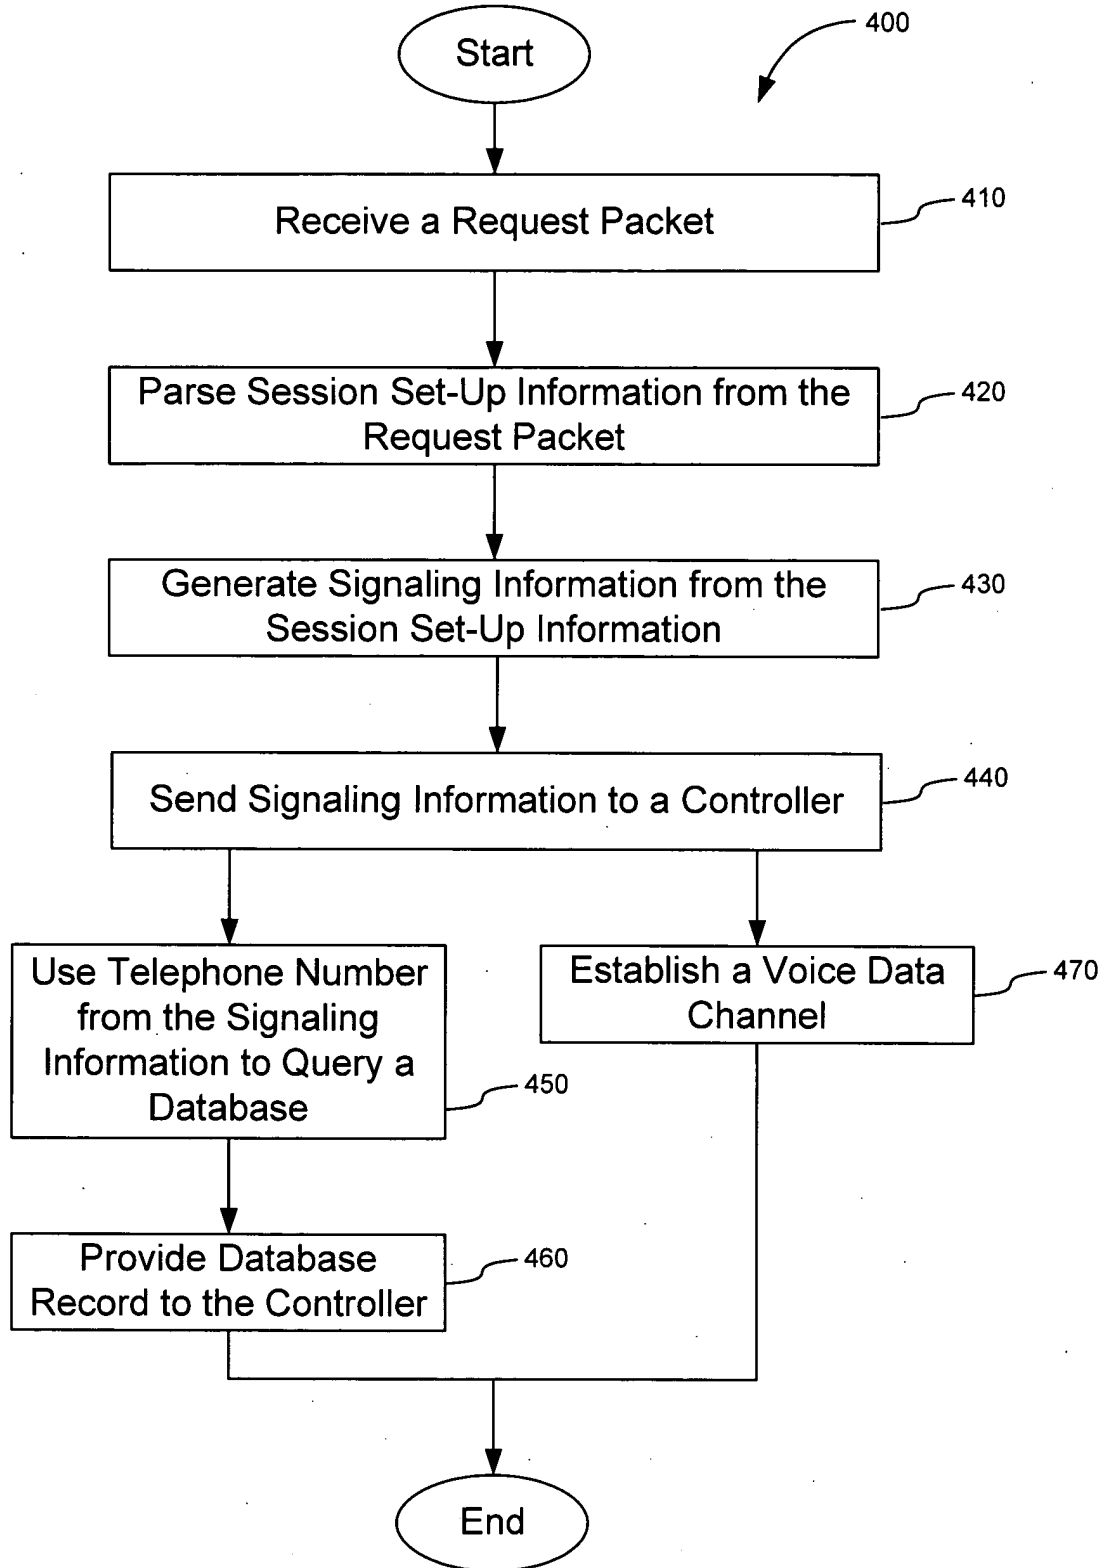 Start
400
Receive a Request Packet
410
Parse Session Set-Up Information from the
Request Packet
420
Generate Signaling Information from the
Session Set-Up Information
430
Send Signaling Information to a Controller
440
Use Telephone Number
from the Signaling
Information to Query a
Database
450
Establish a Voice Data
Channel
470
Provide Database
Record to the Controller
460
End